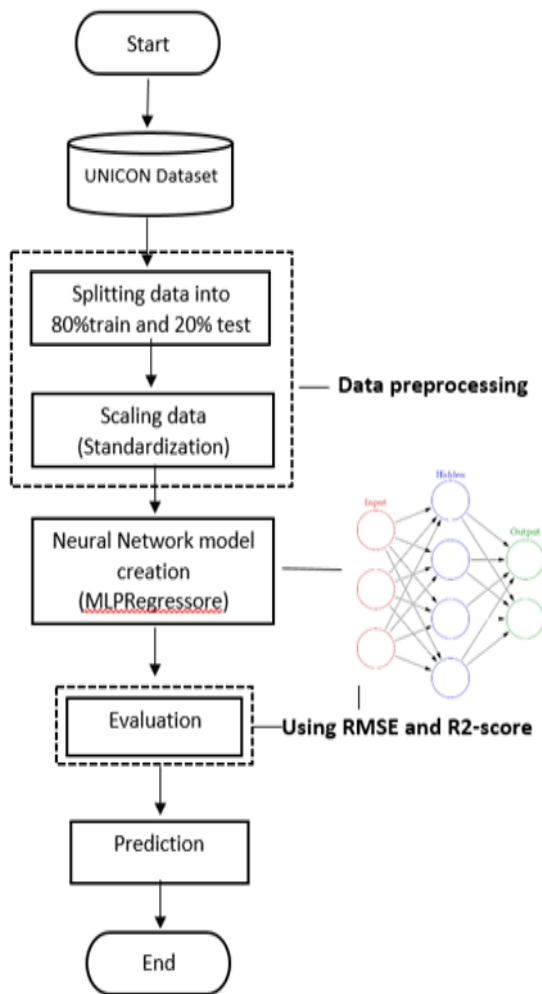 Start
UNICON Dataset
Splitting data into
80%train and 20% test
Scaling data
(Standardization)
Data preprocessing
Neural Network model
creation
(MLPRegressore)
Input
Hidden
Output
Evaluation
Using RMSE and R2-score
Prediction
End